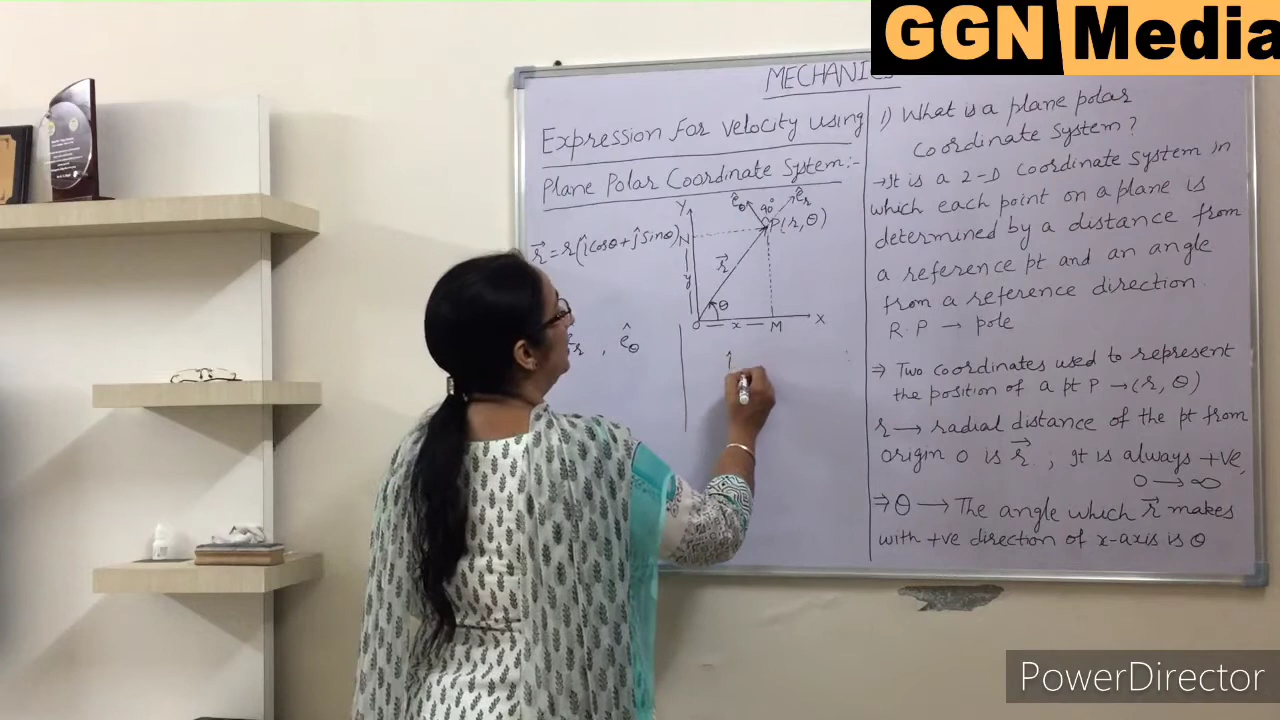 GGN Media
MECHANICS
Expression for velocity using
Plane Polar Coordinate System:-
r⃗ = r(î cosθ + ĵ sinθ)
Y
ê_θ 90° ê_r
P(r, θ)
N
r⃗
y
θ
O — x — M X
ê_r , ê_θ
î
1) What is a plane polar
coordinate system?
→ It is a 2-D coordinate system in
which each point on a plane is
determined by a distance from
a reference pt and an angle
from a reference direction.
R. P → pole
⇒ Two coordinates used to represent
the position of a pt P → (r, θ)
r → radial distance of the pt from
origin O is r⃗ ; It is always +ve,
0 → ∞
⇒ θ → The angle which r⃗ makes
with +ve direction of x-axis is θ
PowerDirector